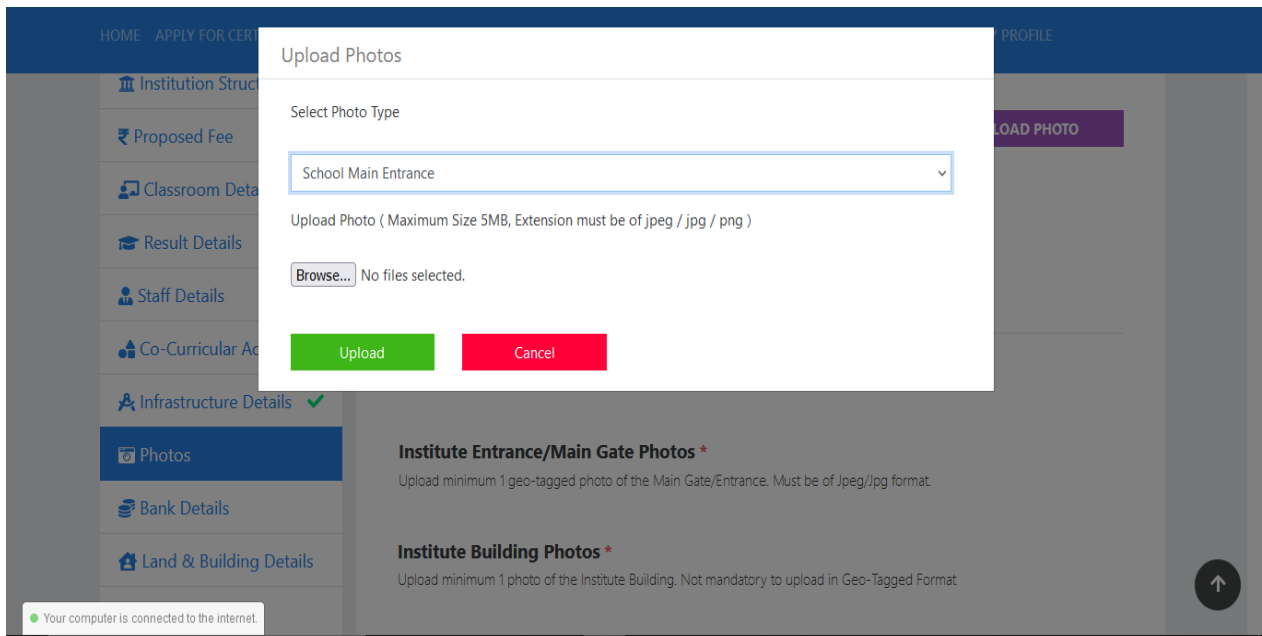 HOME APPLY FOR CERT
PROFILE
Upload Photos
Institution Struct
Select Photo Type
Proposed Fee
LOAD PHOTO
Classroom Deta
School Main Entrance
Upload Photo ( Maximum Size 5MB, Extension must be of jpeg / jpg / png )
Result Details
Browse... No files selected.
Staff Details
Co-Curricular Ac
Upload Cancel
Infrastructure Details
Photos
Institute Entrance/Main Gate Photos *
Upload minimum 1 geo-tagged photo of the Main Gate/Entrance. Must be of Jpeg/Jpg format.
Bank Details
Institute Building Photos *
Land & Building Details
Upload minimum 1 photo of the Institute Building. Not mandatory to upload in Geo-Tagged Format
Your computer is connected to the internet.